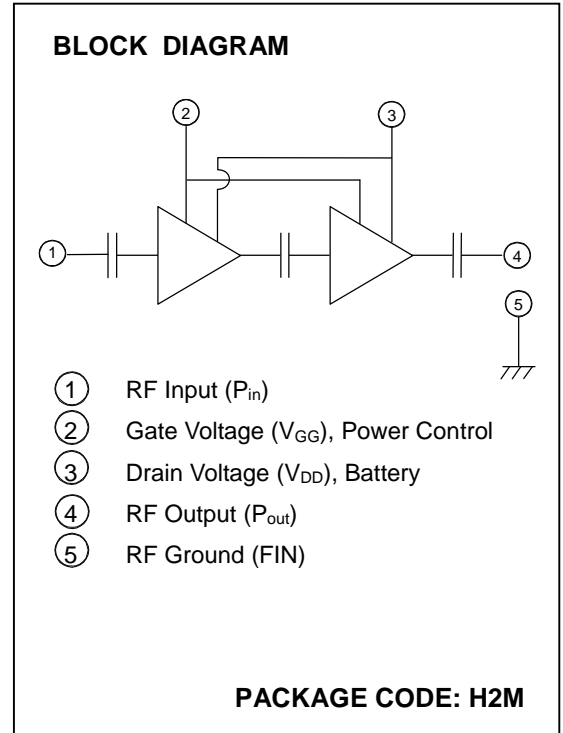 BLOCK DIAGRAM
2
3
1
4
5
1 RF Input (Pin)
2 Gate Voltage (VGG), Power Control
3 Drain Voltage (VDD), Battery
4 RF Output (Pout)
5 RF Ground (FIN)
PACKAGE CODE: H2M